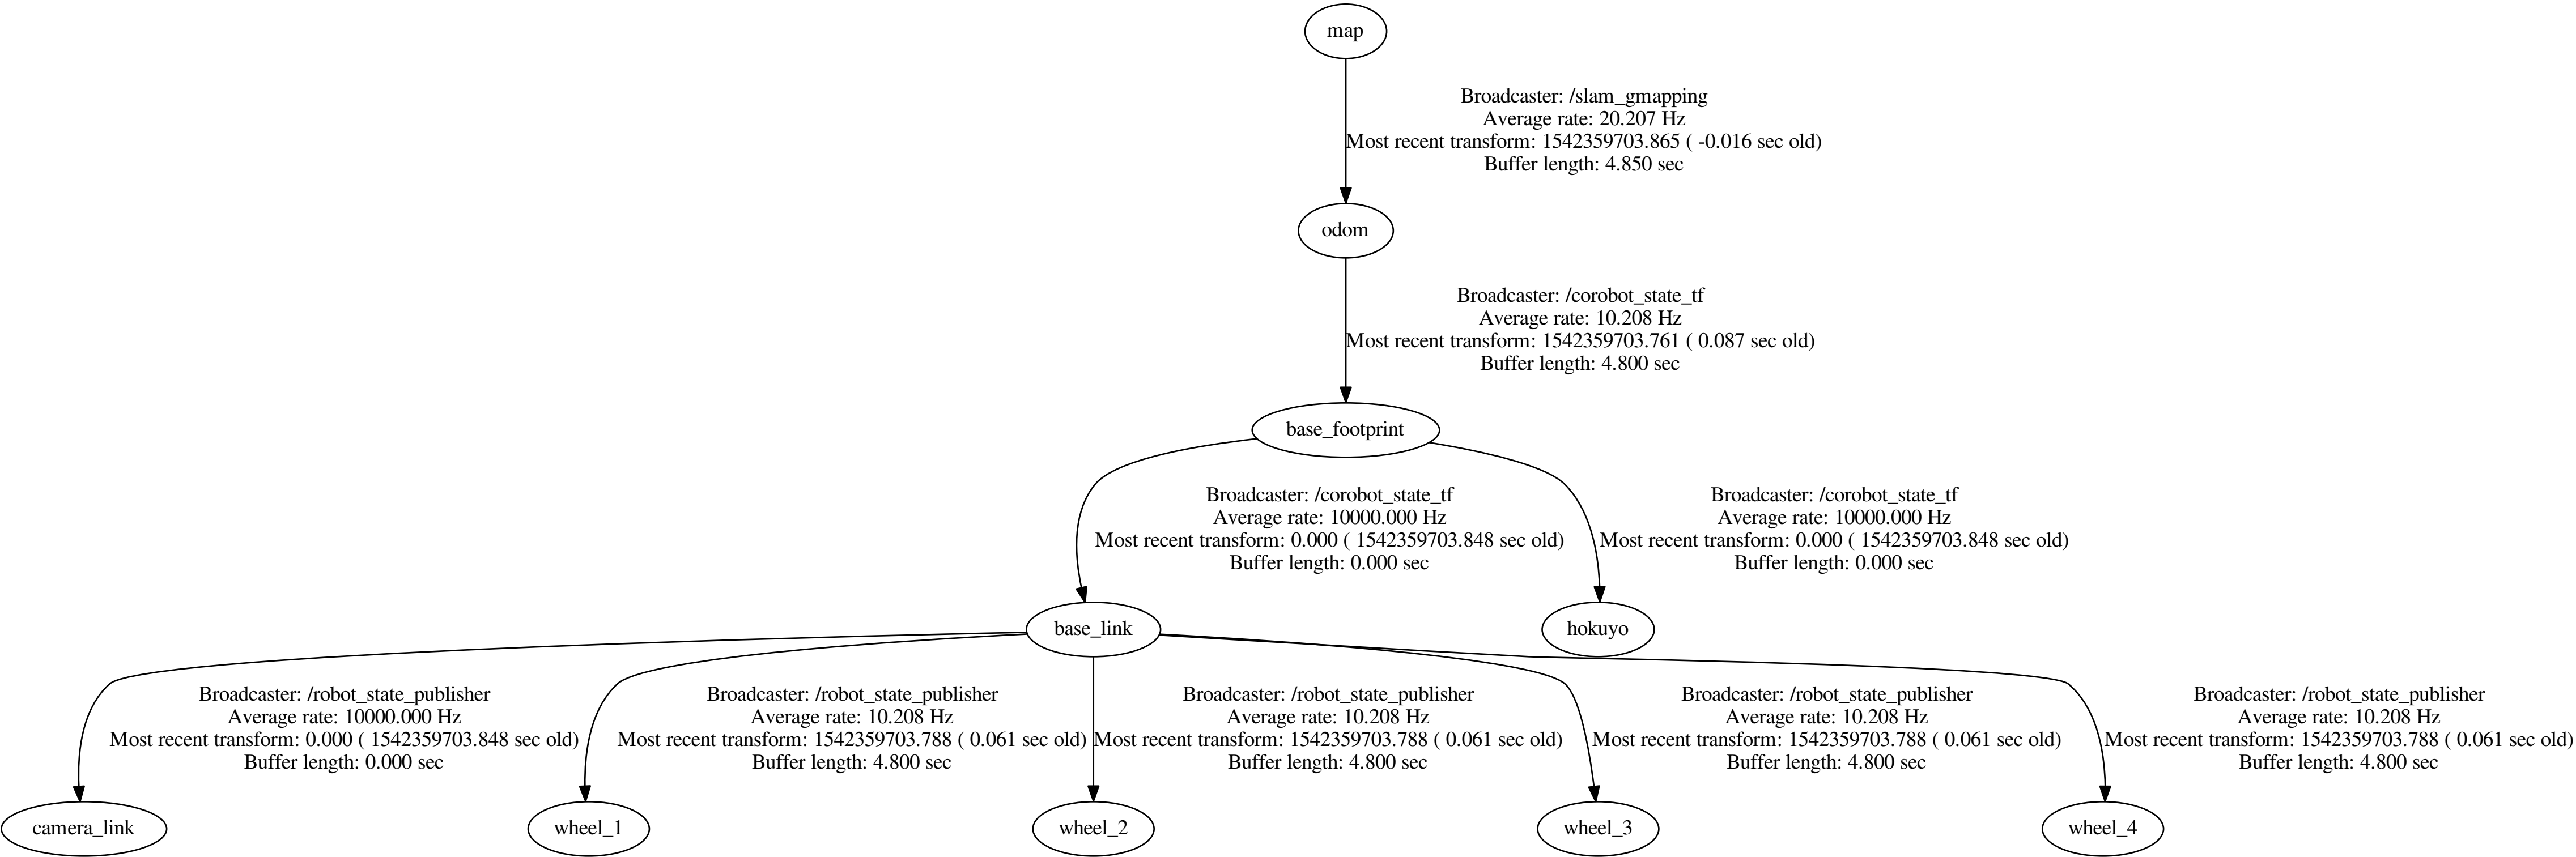 map
Broadcaster: /slam_gmapping
Average rate: 20.207 Hz
Most recent transform: 1542359703.865 ( -0.016 sec old)
Buffer length: 4.850 sec
odom
Broadcaster: /corobot_state_tf
Average rate: 10.208 Hz
Most recent transform: 1542359703.761 ( 0.087 sec old)
Buffer length: 4.800 sec
base_footprint
Broadcaster: /corobot_state_tf
Average rate: 10000.000 Hz
Most recent transform: 0.000 ( 1542359703.848 sec old)
Buffer length: 0.000 sec
Broadcaster: /corobot_state_tf
Average rate: 10000.000 Hz
Most recent transform: 0.000 ( 1542359703.848 sec old)
Buffer length: 0.000 sec
base_link
hokuyo
Broadcaster: /robot_state_publisher
Average rate: 10000.000 Hz
Most recent transform: 0.000 ( 1542359703.848 sec old)
Buffer length: 0.000 sec
Broadcaster: /robot_state_publisher
Average rate: 10.208 Hz
Most recent transform: 1542359703.788 ( 0.061 sec old)
Buffer length: 4.800 sec
Broadcaster: /robot_state_publisher
Average rate: 10.208 Hz
Most recent transform: 1542359703.788 ( 0.061 sec old)
Buffer length: 4.800 sec
Broadcaster: /robot_state_publisher
Average rate: 10.208 Hz
Most recent transform: 1542359703.788 ( 0.061 sec old)
Buffer length: 4.800 sec
Broadcaster: /robot_state_publisher
Average rate: 10.208 Hz
Most recent transform: 1542359703.788 ( 0.061 sec old)
Buffer length: 4.800 sec
camera_link
wheel_1
wheel_2
wheel_3
wheel_4